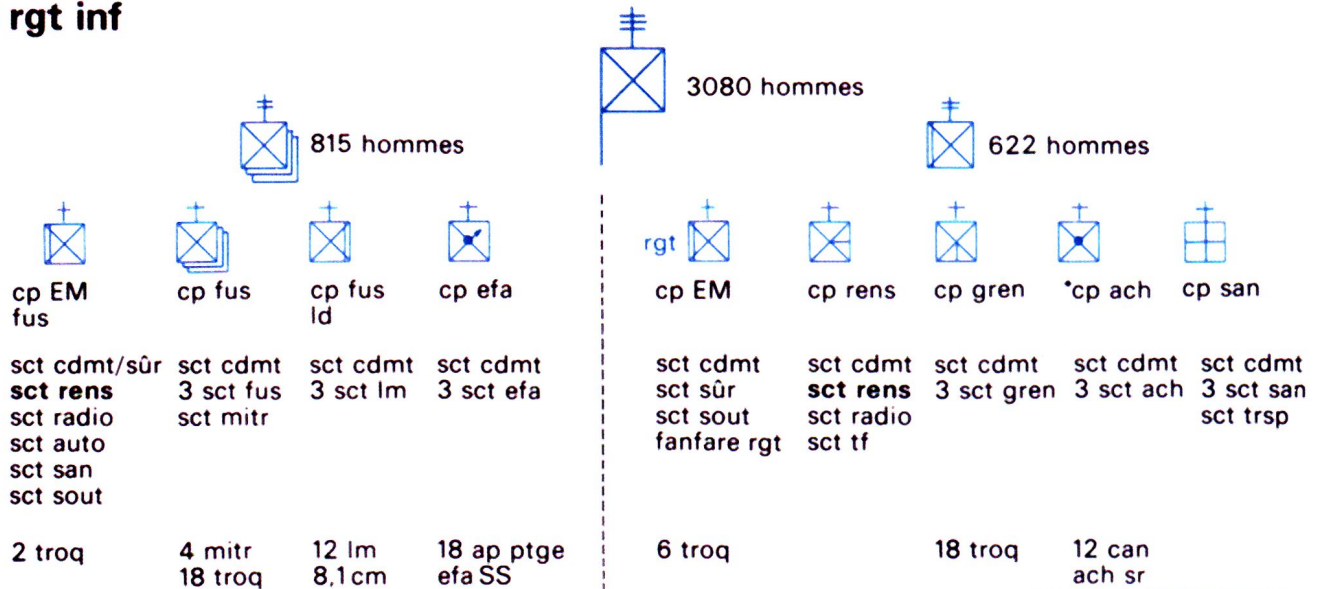 rgt inf
3080 hommes
815 hommes
622 hommes
cp EM
fus
cp fus
cp fus
ld
cp efa
rgt
cp EM
cp rens
cp gren
*cp ach
cp san
sct cdmt/sûr
sct rens
sct radio
sct auto
sct san
sct sout
sct cdmt
3 sct fus
sct mitr
sct cdmt
3 sct lm
sct cdmt
3 sct efa
sct cdmt
sct sûr
sct sout
fanfare rgt
sct cdmt
sct rens
sct radio
sct tf
sct cdmt
3 sct gren
sct cdmt
3 sct ach
sct cdmt
3 sct san
sct trsp
2 troq
4 mitr
18 troq
12 lm
8,1 cm
18 ap ptge
efa SS
6 troq
18 troq
12 can
ach sr